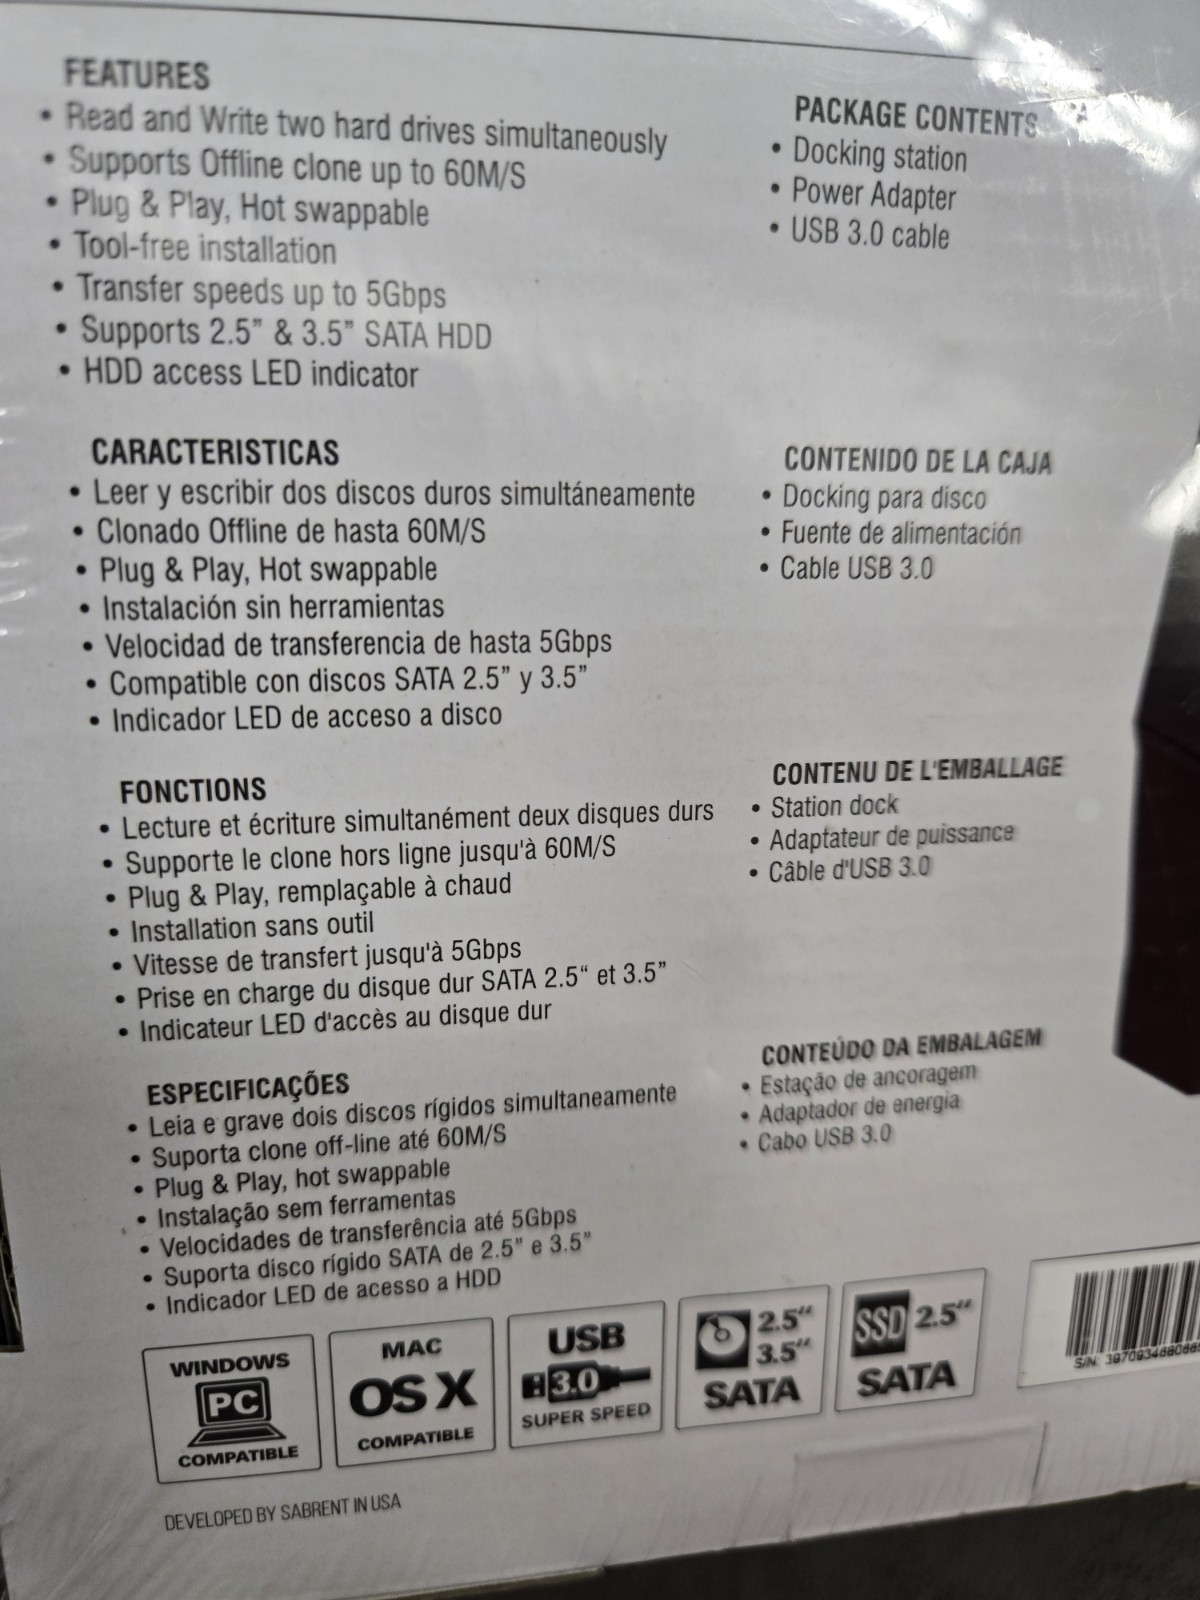 FEATURES
• Read and Write two hard drives simultaneously
• Supports Offline clone up to 60M/S
• Plug & Play, Hot swappable
• Tool-free installation
• Transfer speeds up to 5Gbps
• Supports 2.5” & 3.5” SATA HDD
• HDD access LED indicator
PACKAGE CONTENTS
• Docking station
• Power Adapter
• USB 3.0 cable
CARACTERISTICAS
• Leer y escribir dos discos duros simultáneamente
• Clonado Offline de hasta 60M/S
• Plug & Play, Hot swappable
• Instalación sin herramientas
• Velocidad de transferencia de hasta 5Gbps
• Compatible con discos SATA 2.5” y 3.5”
• Indicador LED de acceso a disco
CONTENIDO DE LA CAJA
• Docking para disco
• Fuente de alimentación
• Cable USB 3.0
FONCTIONS
• Lecture et écriture simultanément deux disques durs
• Supporte le clone hors ligne jusqu'à 60M/S
• Plug & Play, remplaçable à chaud
• Installation sans outil
• Vitesse de transfert jusqu'à 5Gbps
• Prise en charge du disque dur SATA 2.5“ et 3.5”
• Indicateur LED d'accès au disque dur
CONTENU DE L'EMBALLAGE
• Station dock
• Adaptateur de puissance
• Câble d'USB 3.0
ESPECIFICAÇÕES
• Leia e grave dois discos rígidos simultaneamente
• Suporta clone off-line até 60M/S
• Plug & Play, hot swappable
• Instalação sem ferramentas
• Velocidades de transferência até 5Gbps
• Suporta disco rígido SATA de 2.5” e 3.5”
• Indicador LED de acesso a HDD
CONTEÚDO DA EMBALAGEM
• Estação de ancoragem
• Adaptador de energia
• Cabo USB 3.0
WINDOWS
PC
COMPATIBLE
MAC
OS X
COMPATIBLE
USB
3.0
SUPER SPEED
2.5“
3.5“
SATA
SSD 2.5“
SATA
S/N:
DEVELOPED BY SABRENT IN USA